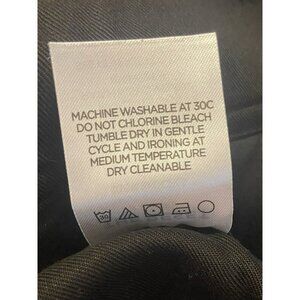 MACHINE WASHABLE AT 30C
DO NOT CHLORINE BLEACH
TUMBLE DRY IN GENTLE
CYCLE AND IRONING AT
MEDIUM TEMPERATURE
DRY CLEANABLE
30